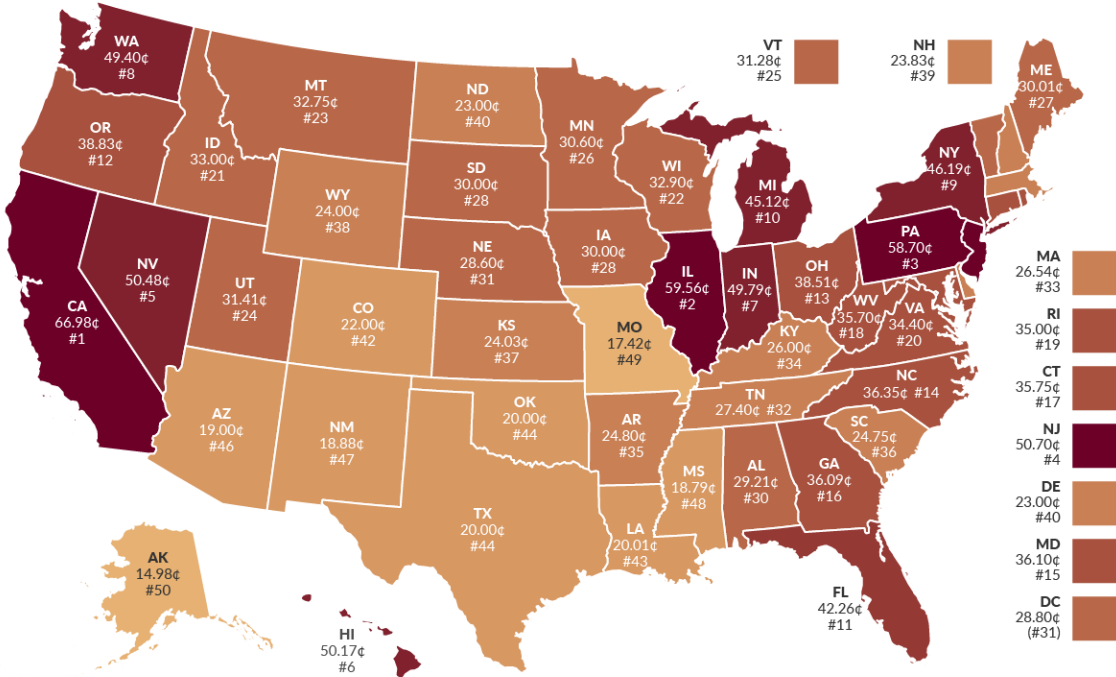 WA
49.40¢
#8
OR
38.83¢
#12
CA
66.98¢
#1
NV
50.48¢
#5
ID
33.00¢
#21
MT
32.75¢
#23
WY
24.00¢
#38
UT
31.41¢
#24
CO
22.00¢
#42
AZ
19.00¢
#46
NM
18.88¢
#47
ND
23.00¢
#40
SD
30.00¢
#28
NE
28.60¢
#31
KS
24.03¢
#37
OK
20.00¢
#44
TX
20.00¢
#44
MN
30.60¢
#26
IA
30.00¢
#28
MO
17.42¢
#49
AR
24.80¢
#35
LA
20.01¢
#43
WI
32.90¢
#22
IL
59.56¢
#2
MI
45.12¢
#10
IN
49.79¢
#7
OH
38.51¢
#13
KY
26.00¢
#34
TN
27.40¢ #32
MS
18.79¢
#48
AL
29.21¢
#30
GA
36.09¢
#16
FL
42.26¢
#11
SC
24.75¢
#36
NC
36.35¢ #14
VA
34.40¢
#20
WV
35.70¢
#18
PA
58.70¢
#3
NY
46.19¢
#9
ME
30.01¢
#27
VT
31.28¢
#25
NH
23.83¢
#39
MA
26.54¢
#33
RI
35.00¢
#19
CT
35.75¢
#17
NJ
50.70¢
#4
DE
23.00¢
#40
MD
36.10¢
#15
DC
28.80¢
(#31)
AK
14.98¢
#50
HI
50.17¢
#6